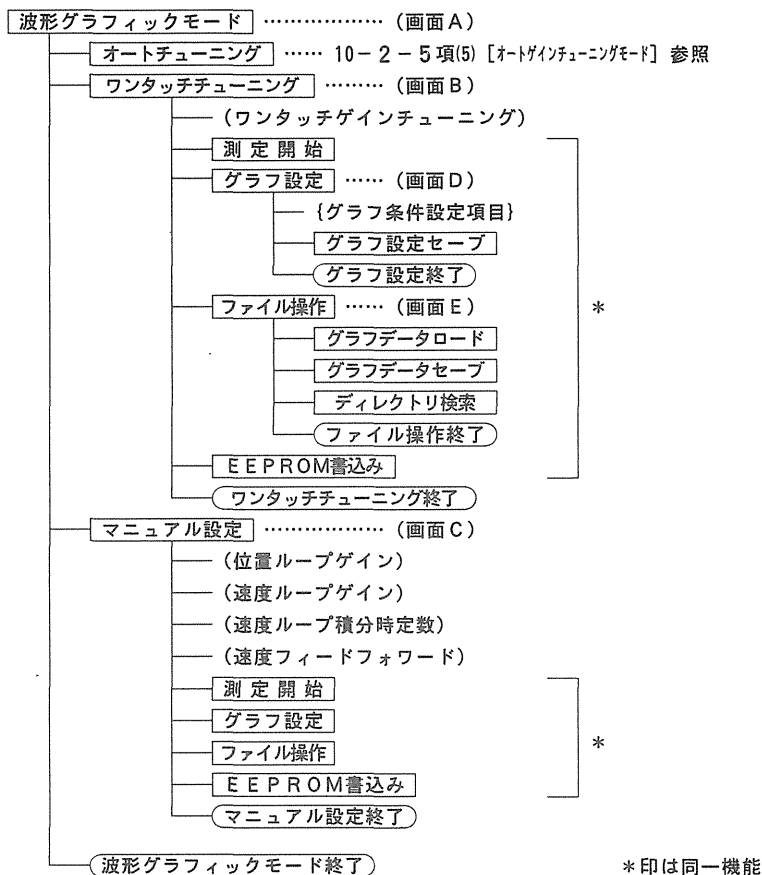 波形グラフィックモード ……………… (画面A)
オートチューニング …… 10-2-5項(5) [オートゲインチューニングモード] 参照
ワンタッチチューニング ……… (画面B)
(ワンタッチゲインチューニング)
測定開始
グラフ設定 …… (画面D)
{グラフ条件設定項目}
グラフ設定セーブ
グラフ設定終了
ファイル操作 …… (画面E)
*
グラフデータロード
グラフデータセーブ
ディレクトリ検索
ファイル操作終了
EEPROM書込み
ワンタッチチューニング終了
マニュアル設定 ……………… (画面C)
(位置ループゲイン)
(速度ループゲイン)
(速度ループ積分時定数)
(速度フィードフォワード)
測定開始
グラフ設定
*
ファイル操作
EEPROM書込み
マニュアル設定終了
波形グラフィックモード終了
*印は同一機能